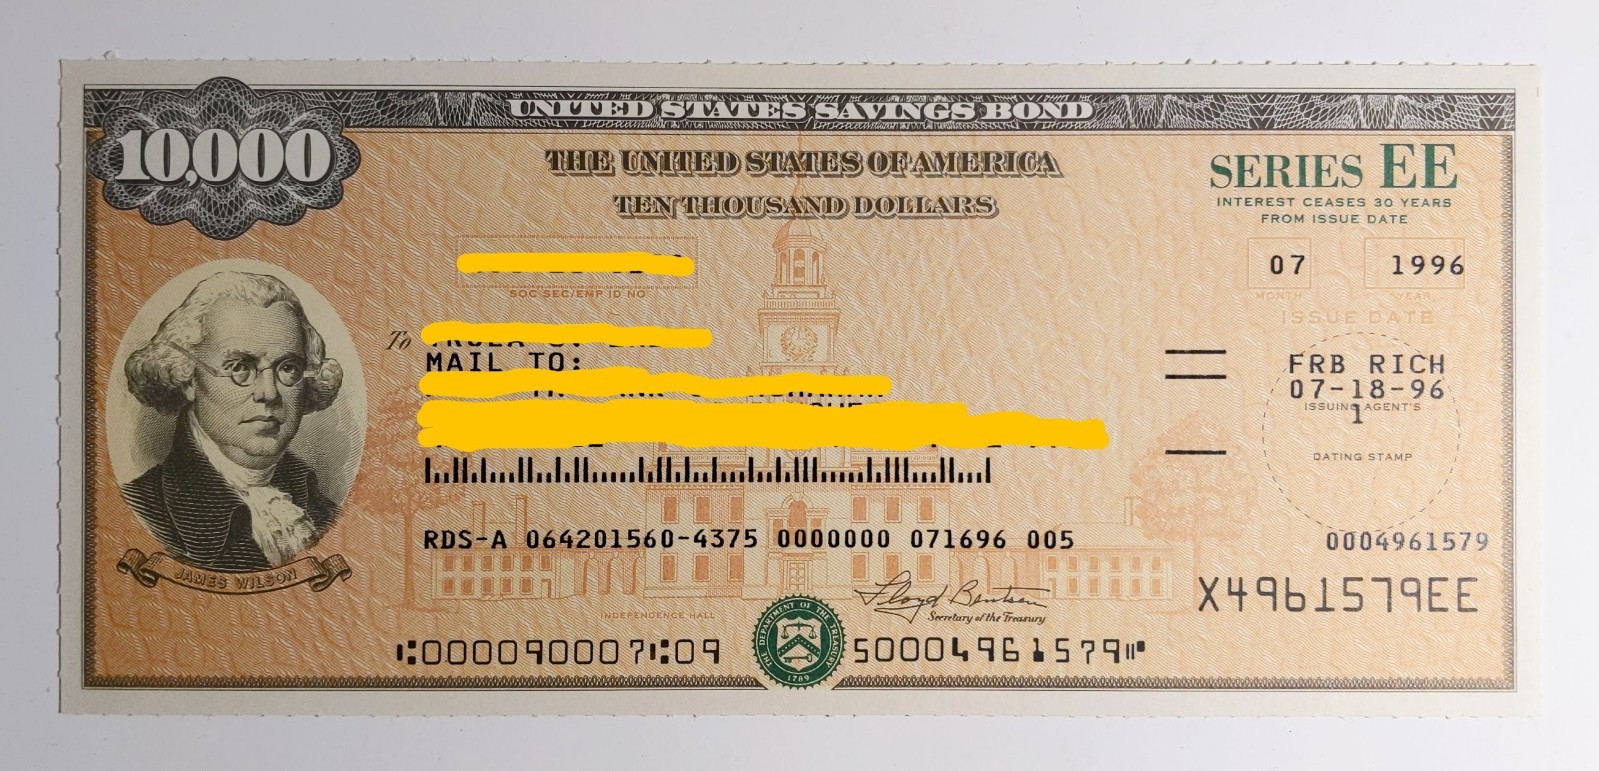 UNITED STATES SAVINGS BOND
10,000
THE UNITED STATES OF AMERICA
TEN THOUSAND DOLLARS
SERIES EE
INTEREST CEASES 30 YEARS
FROM ISSUE DATE
SOC SEC/EMP ID NO
07 1996
MONTH YEAR
ISSUE DATE
To
MAIL TO:
FRB RICH
07-18-96
ISSUING AGENT'S
1
DATING STAMP
RDS-A 064201560-4375 0000000 071696 005
0004961579
X4961579EE
JAMES WILSON
INDEPENDENCE HALL
Lloyd Bentsen
Secretary of the Treasury
THE DEPARTMENT OF THE TREASURY
1789
⑆000090007⑆09 50004961579⑈